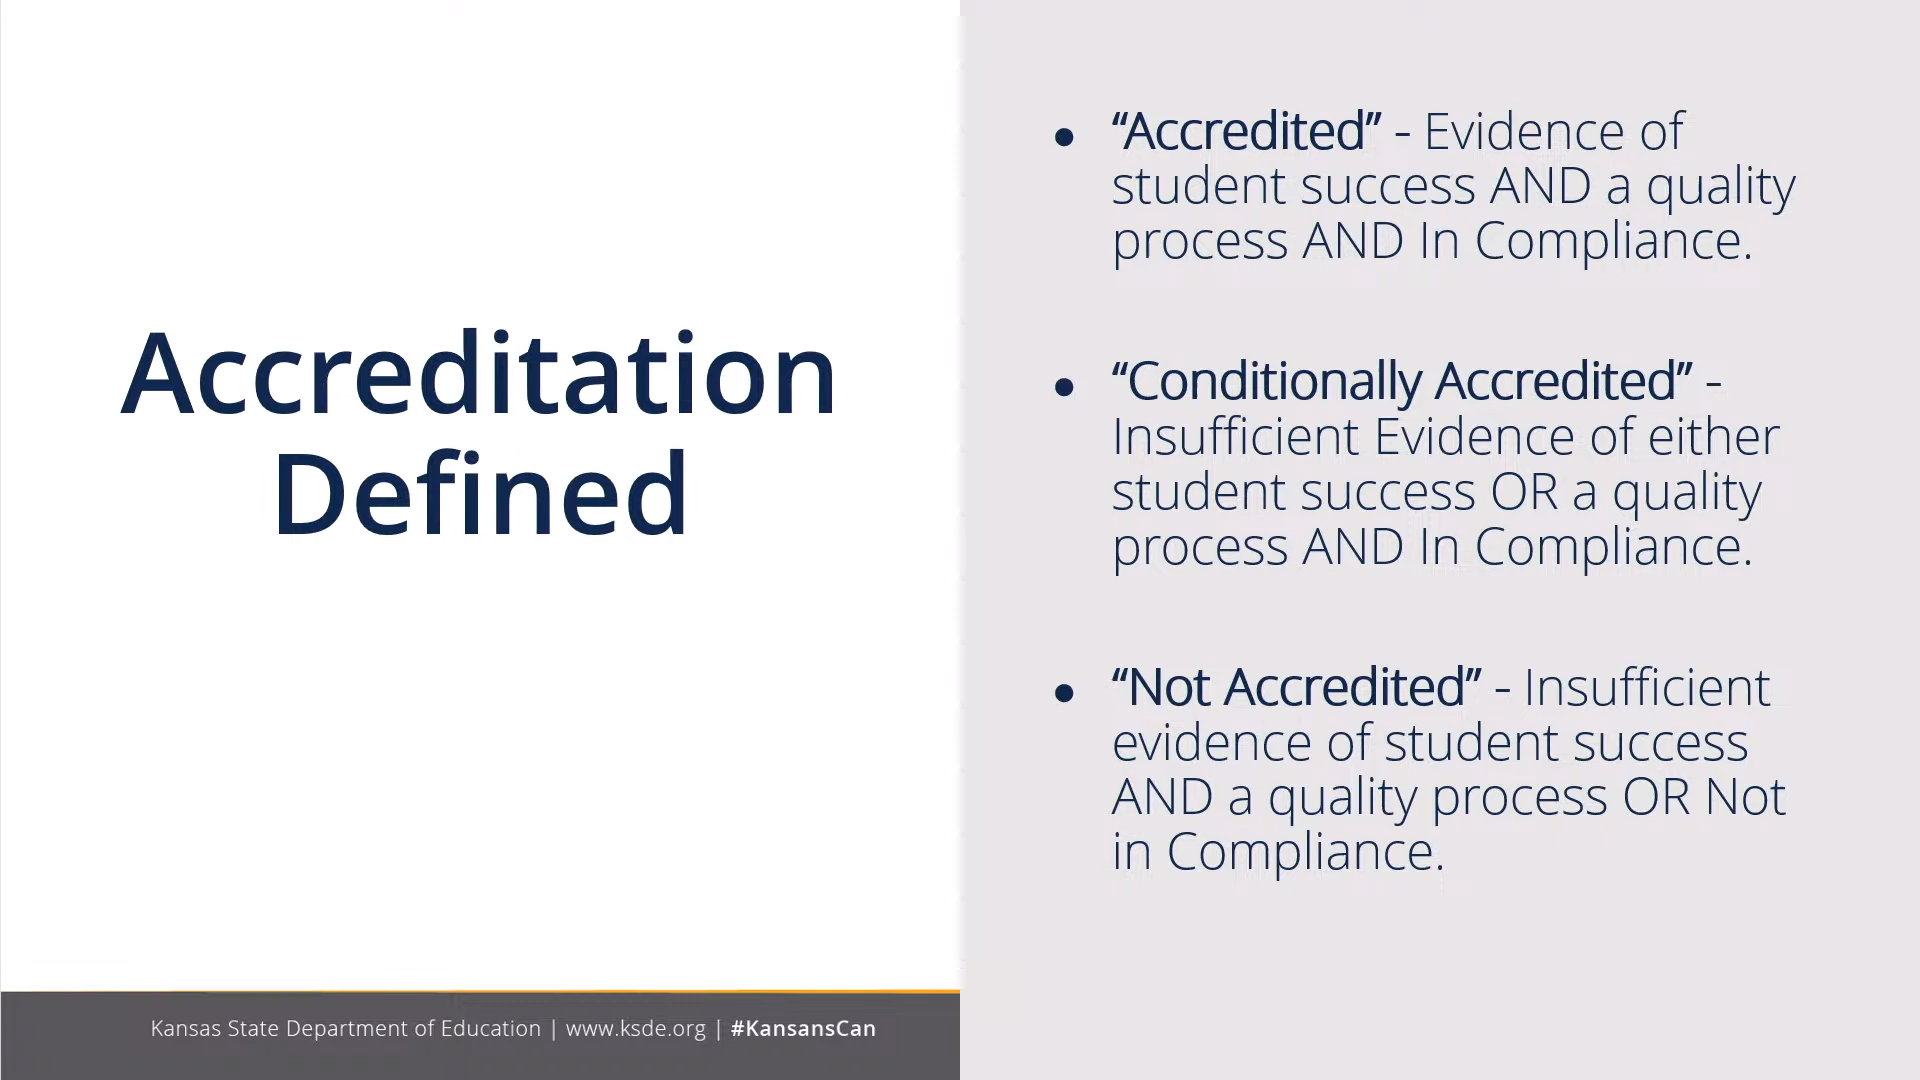 Accreditation
Defined
● “Accredited” - Evidence of
student success AND a quality
process AND In Compliance.
● “Conditionally Accredited” -
Insufficient Evidence of either
student success OR a quality
process AND In Compliance.
● “Not Accredited” - Insufficient
evidence of student success
AND a quality process OR Not
in Compliance.
Kansas State Department of Education | www.ksde.org | #KansansCan